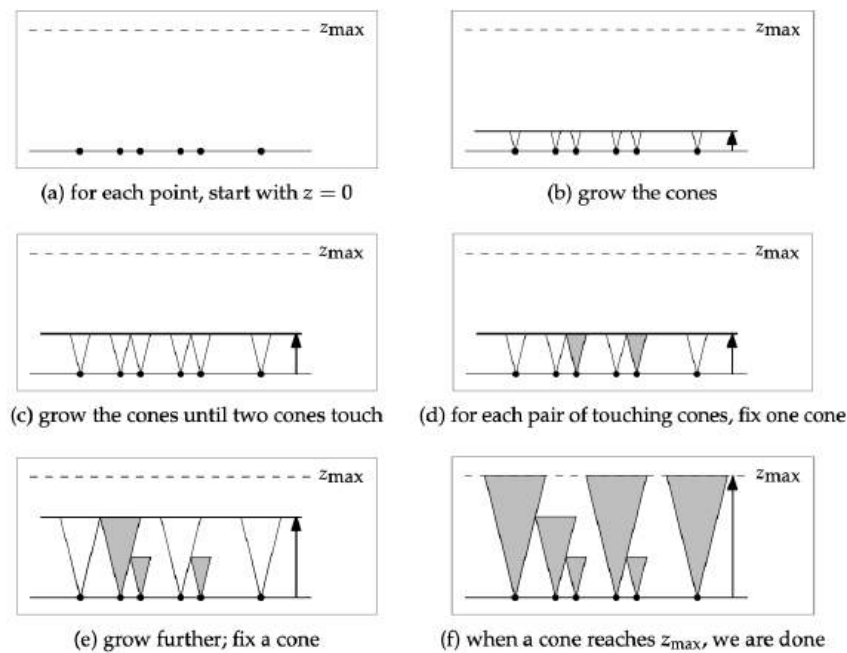 zmax
zmax
(a) for each point, start with z = 0
(b) grow the cones
zmax
zmax
(c) grow the cones until two cones touch
(d) for each pair of touching cones, fix one cone
zmax
zmax
(e) grow further; fix a cone
(f) when a cone reaches zmax, we are done